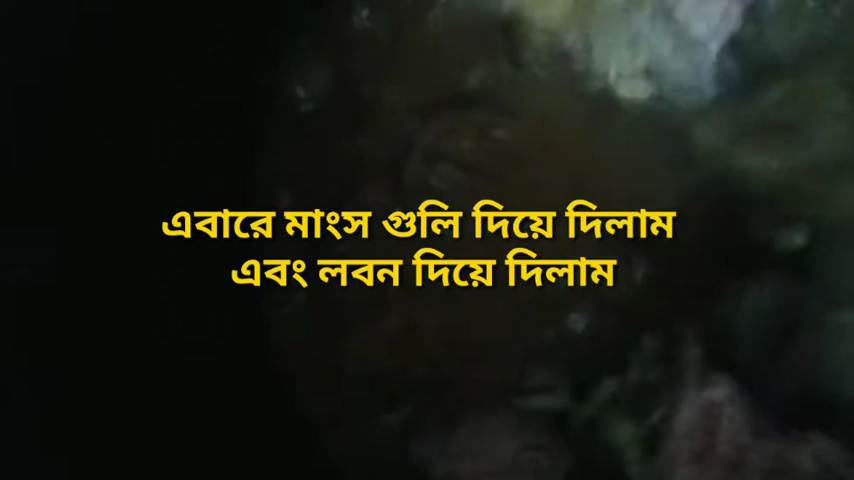 এবারে মাংস গুলি দিয়ে দিলাম
এবং লবন দিয়ে দিলাম